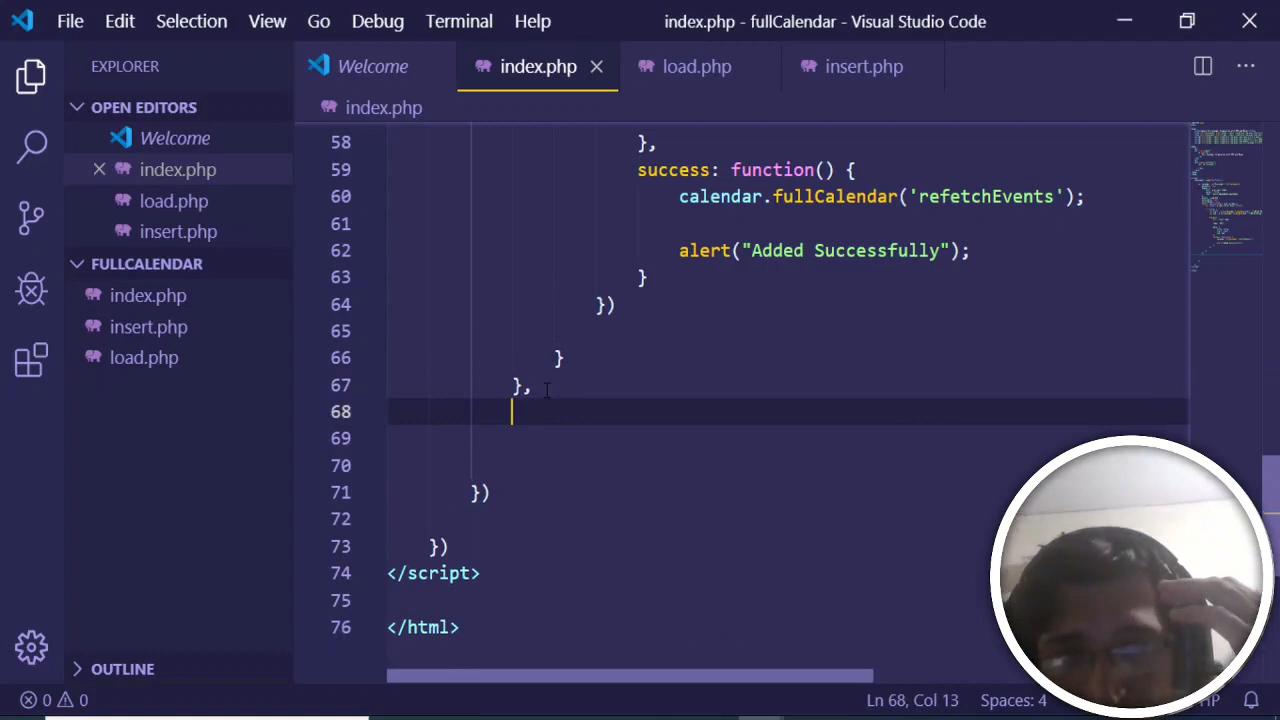 File Edit Selection View Go Debug Terminal Help
index.php - fullCalendar - Visual Studio Code
EXPLORER
OPEN EDITORS
Welcome
index.php
load.php
insert.php
FULLCALENDAR
index.php
insert.php
load.php
OUTLINE
Welcome index.php load.php insert.php
index.php
58 },
59 success: function() {
60 calendar.fullCalendar('refetchEvents');
61
62 alert("Added Successfully");
63 }
64 })
65
66 }
67 },
68
69
70
71 })
72
73 })
74 </script>
75
76 </html>
0 0 Ln 68, Col 13 Spaces: 4 HP